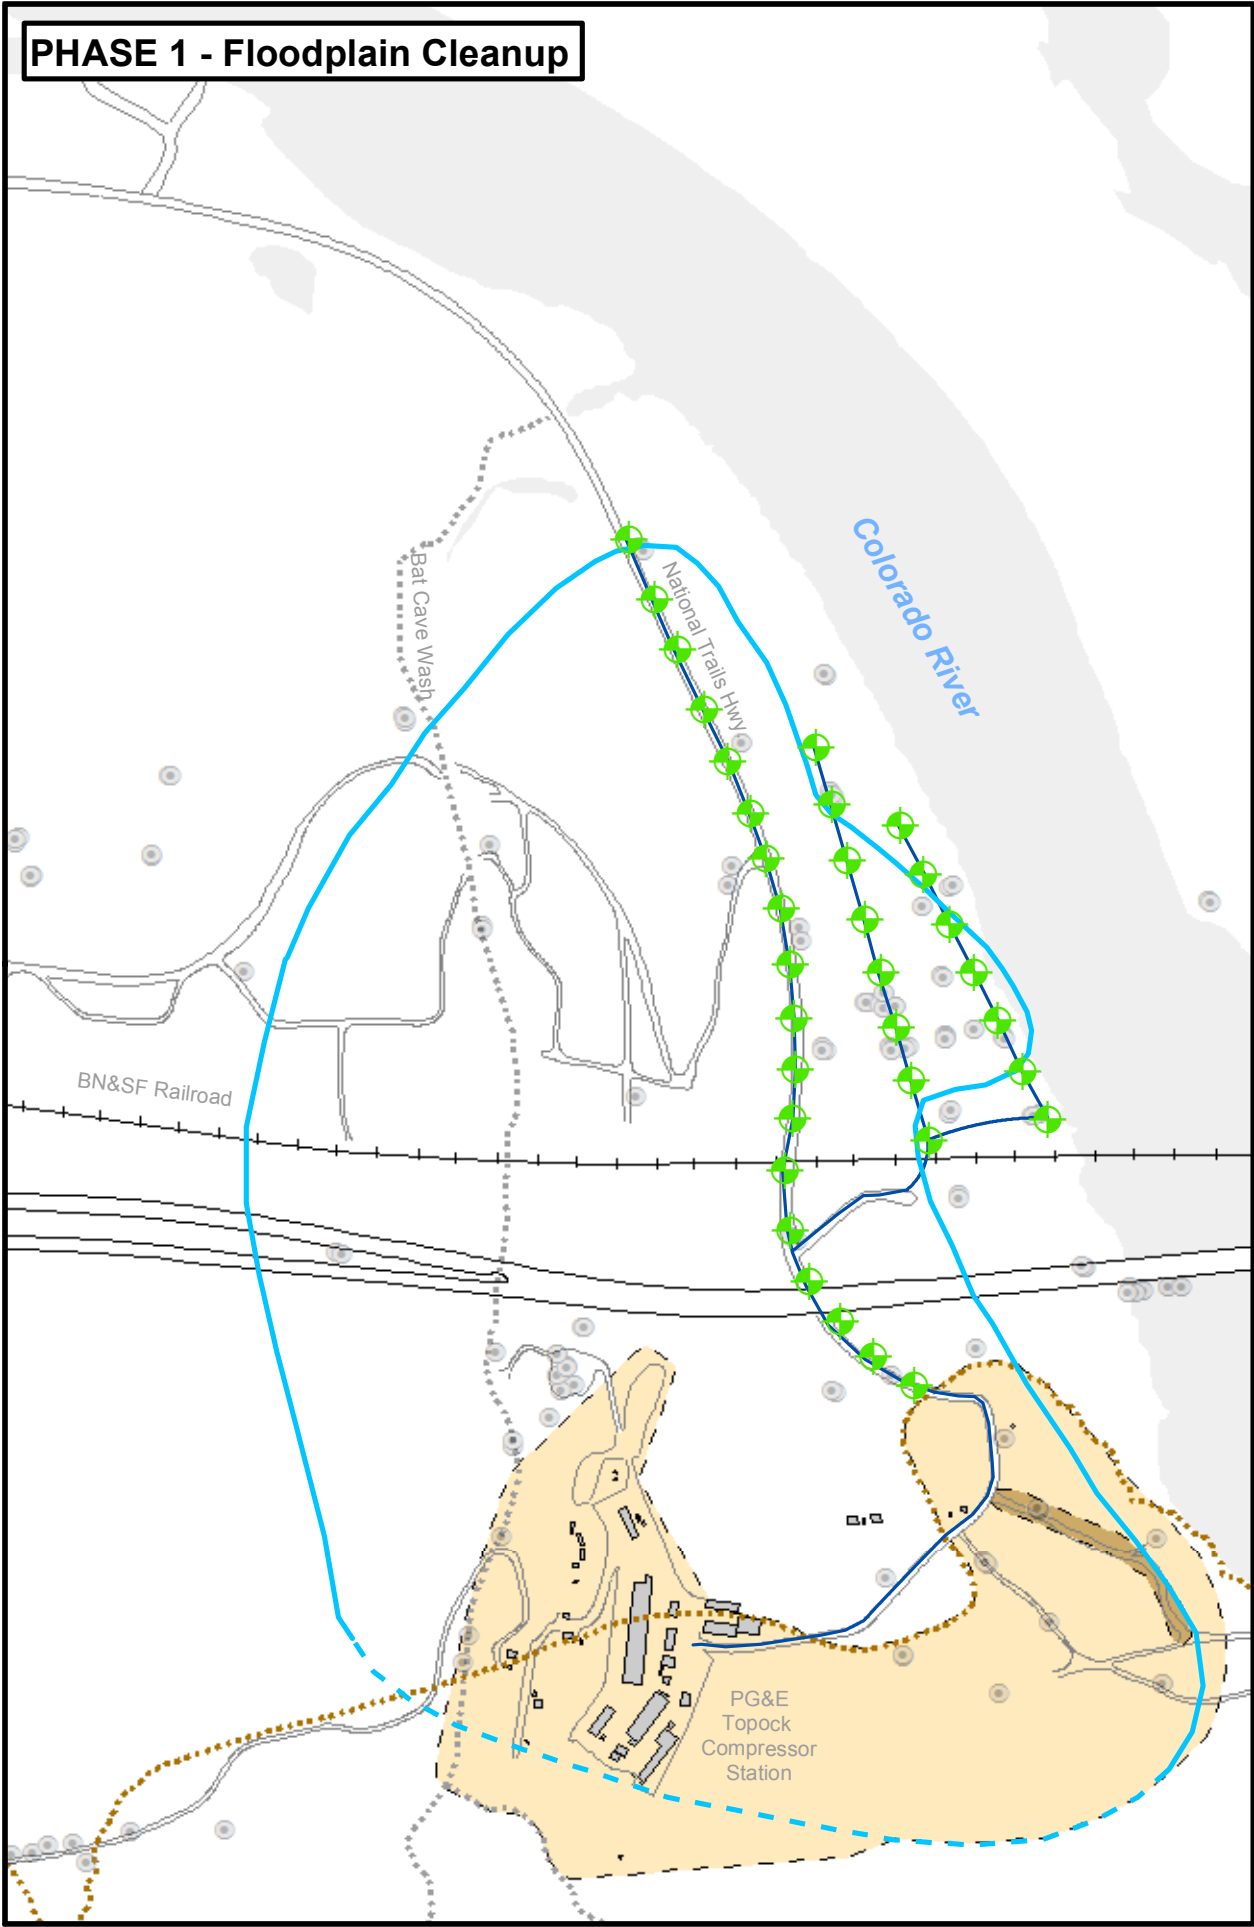 PHASE 1 - Floodplain Cleanup
Colorado River
National Trails Hwy.
Bat Cave Wash
BN&SF Railroad
PG&E
Topock
Compressor
Station